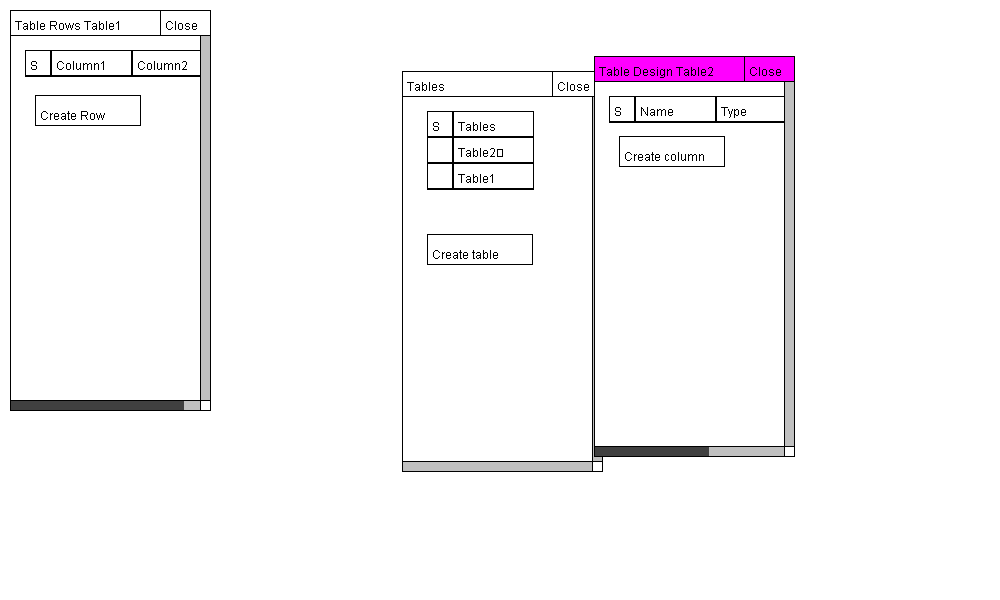 Table Rows Table1 Close
S Column1 Column2
Create Row
Tables Close
S Tables
Table2▯
Table1
Create table
Table Design Table2 Close
S Name Type
Create column